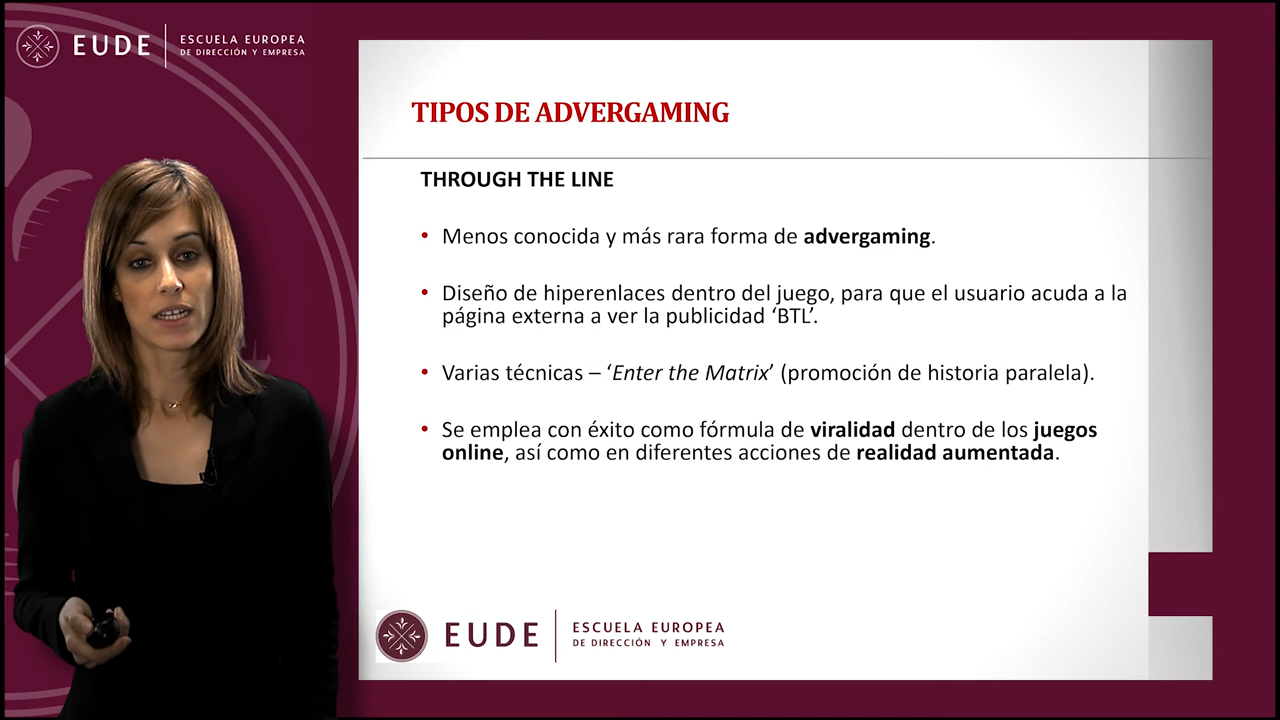 EUDE
ESCUELA EUROPEA
DE DIRECCIÓN Y EMPRESA
TIPOS DE ADVERGAMING
THROUGH THE LINE
• Menos conocida y más rara forma de advergaming.
• Diseño de hiperenlaces dentro del juego, para que el usuario acuda a la
página externa a ver la publicidad ‘BTL’.
• Varias técnicas – ‘Enter the Matrix’ (promoción de historia paralela).
• Se emplea con éxito como fórmula de viralidad dentro de los juegos
online, así como en diferentes acciones de realidad aumentada.
EUDE
ESCUELA EUROPEA
DE DIRECCIÓN Y EMPRESA